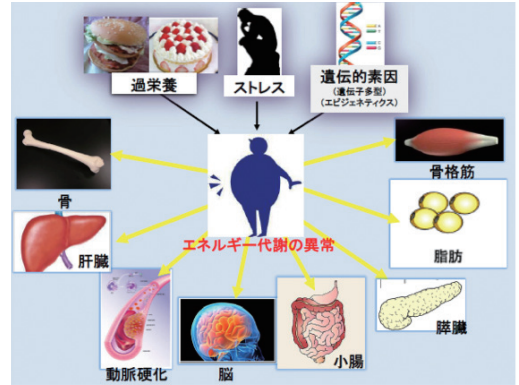 過栄養
ストレス
遺伝的素因
(遺伝子多型)
(エピジェネティクス)
骨
骨格筋
肝臓
エネルギー代謝の異常
脂肪
動脈硬化
脳
小腸
膵臓